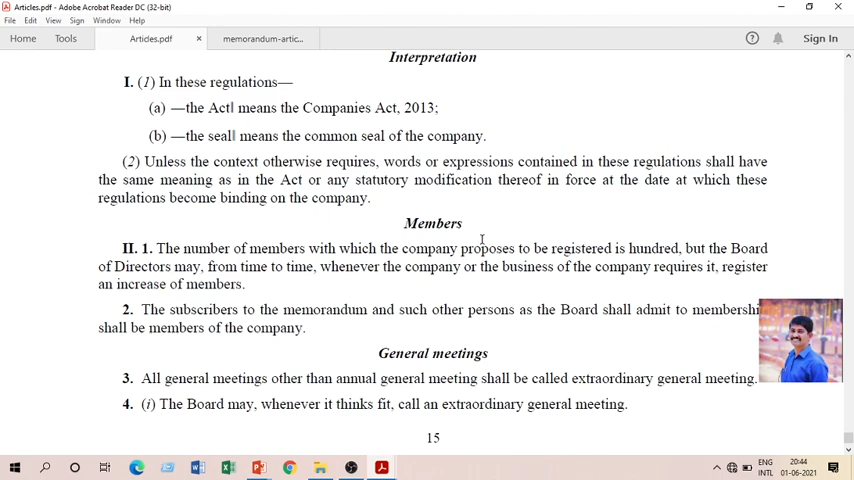 Articles.pdf - Adobe Acrobat Reader DC (32-bit)
File Edit View Sign Window Help
Home Tools Articles.pdf × memorandum-artic... Sign In
Interpretation
I. (1) In these regulations—
(a) ―the Act‖ means the Companies Act, 2013;
(b) ―the seal‖ means the common seal of the company.
(2) Unless the context otherwise requires, words or expressions contained in these regulations shall have
the same meaning as in the Act or any statutory modification thereof in force at the date at which these
regulations become binding on the company.
Members
II. 1. The number of members with which the company proposes to be registered is hundred, but the Board
of Directors may, from time to time, whenever the company or the business of the company requires it, register
an increase of members.
2. The subscribers to the memorandum and such other persons as the Board shall admit to membershi
shall be members of the company.
General meetings
3. All general meetings other than annual general meeting shall be called extraordinary general meeting.
4. (i) The Board may, whenever it thinks fit, call an extraordinary general meeting.
15
ENG 20:44
INTL 01-06-2021